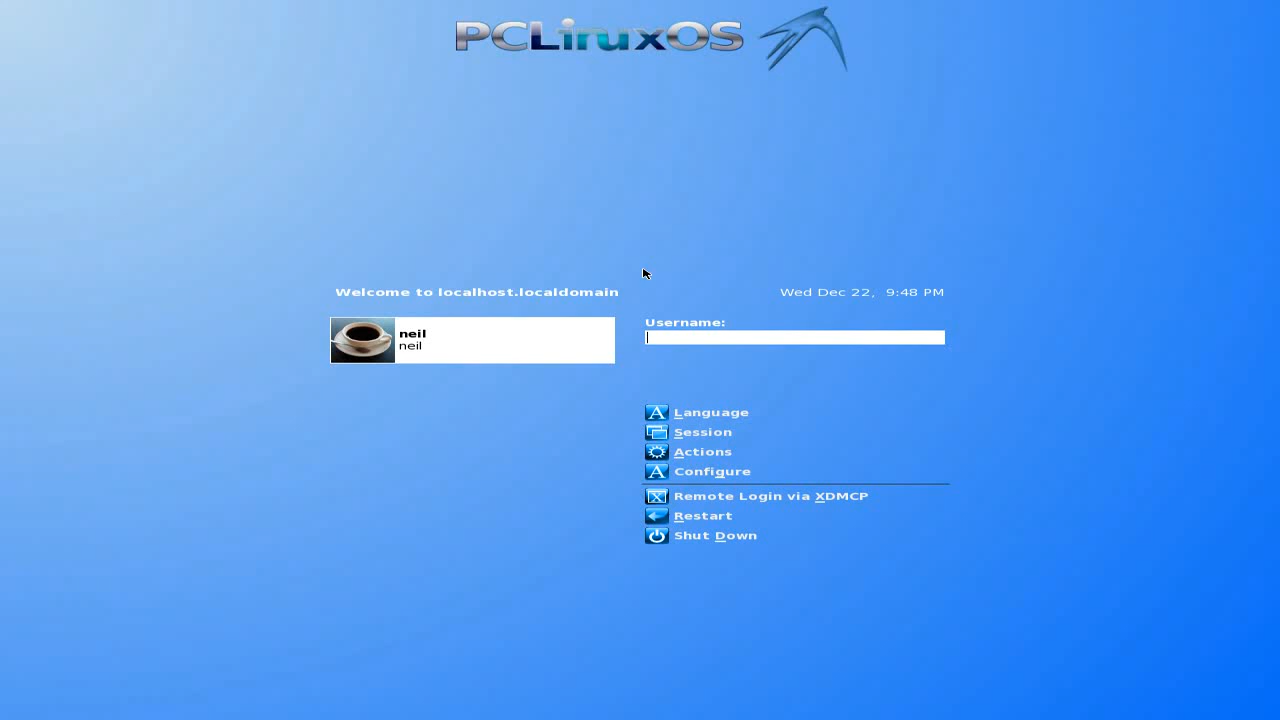 PCLinuxOS
Welcome to localhost.localdomain
Wed Dec 22, 9:48 PM
neil
neil
Username:
Language
Session
Actions
Configure
Remote Login via XDMCP
Restart
Shut Down